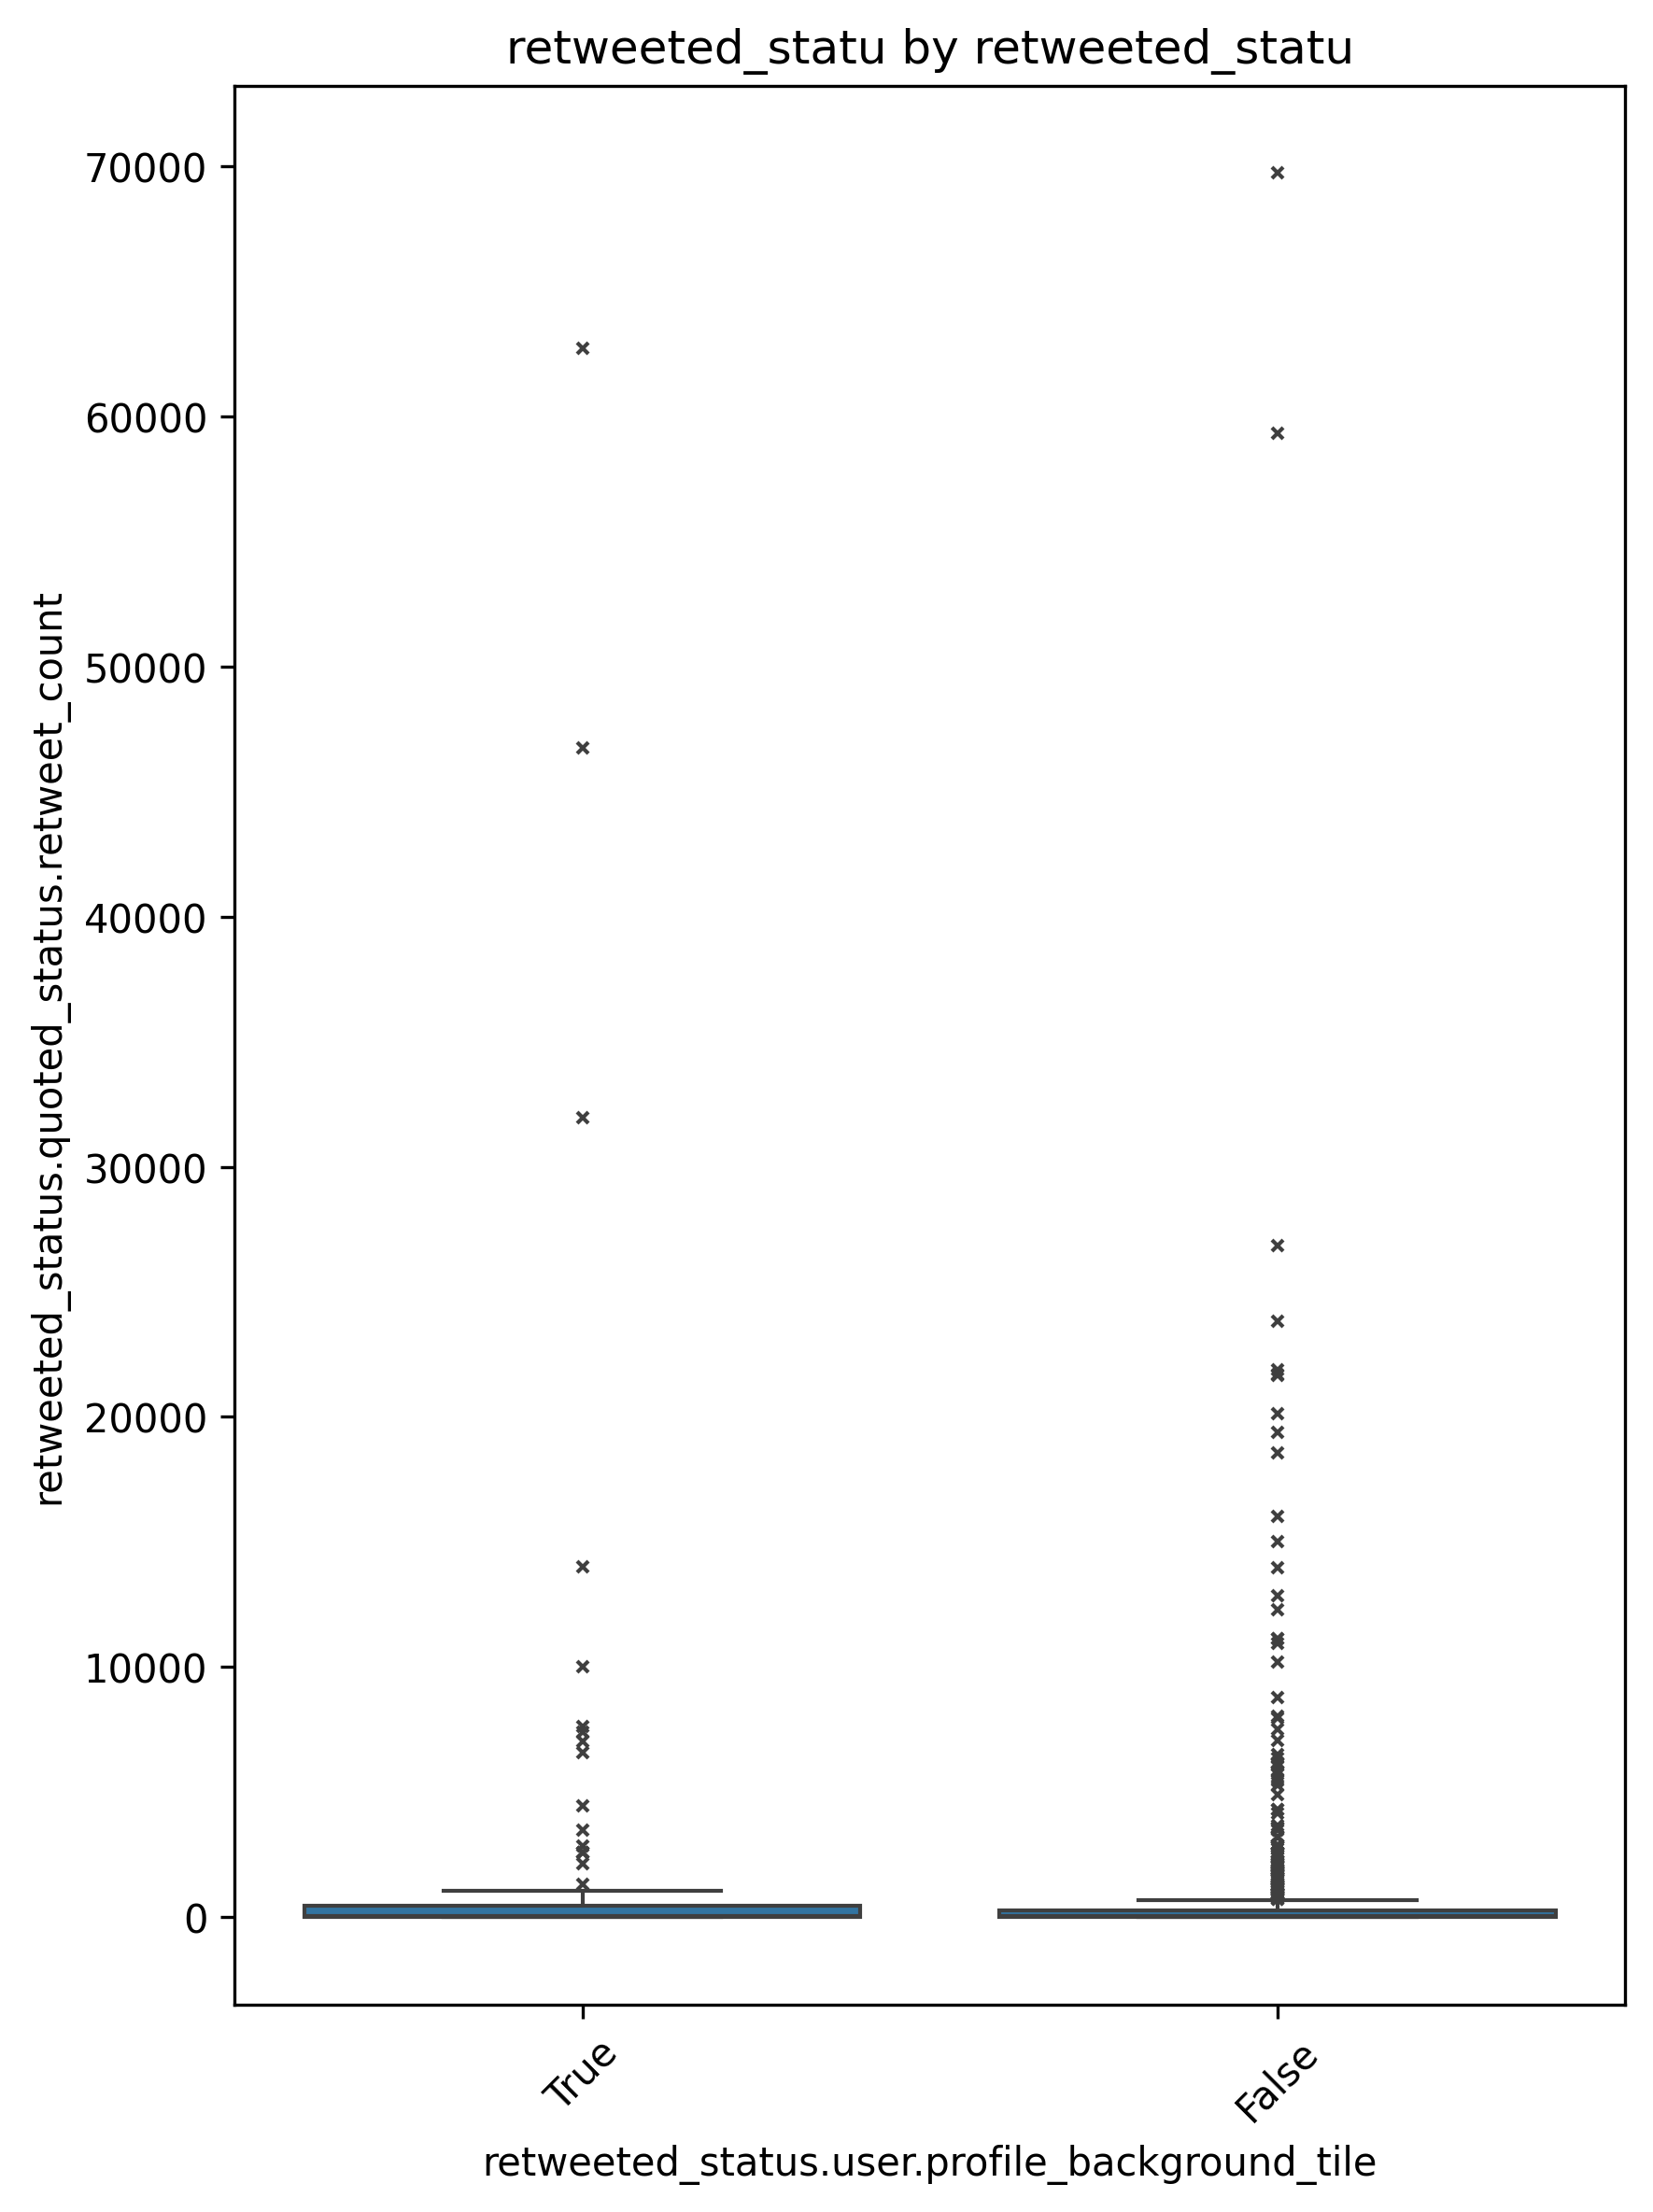 retweeted_statu by retweeted_statu
70000
60000
50000
40000
30000
20000
10000
0
retweeted_status.quoted_status.retweet_count
True
False
retweeted_status.user.profile_background_tile